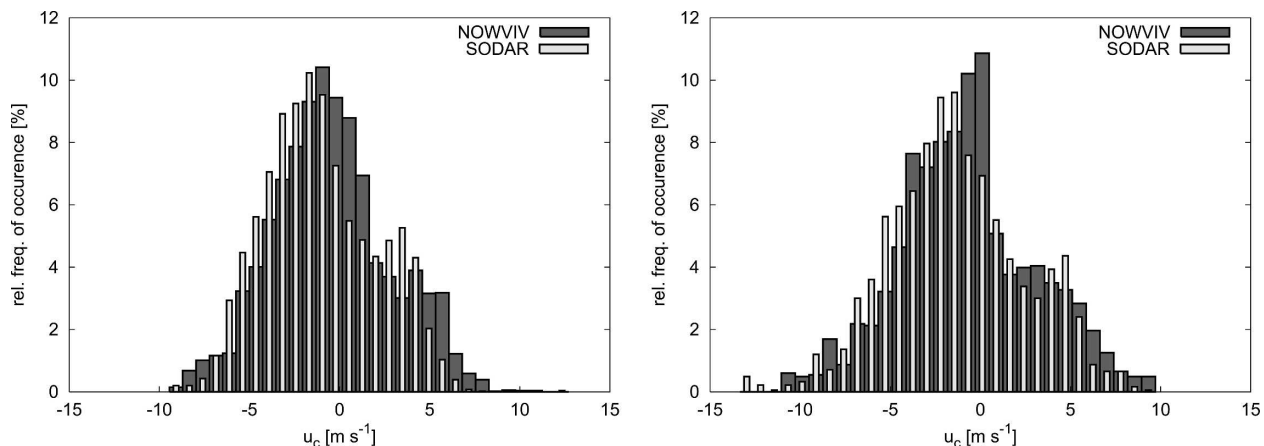 12
10
8
6
4
2
0
rel. freq. of occurence [%]
NOWVIV
SODAR
-15 -10 -5 0 5 10 15
u_c [m s⁻¹]
12
10
8
6
4
2
0
rel. freq. of occurence [%]
NOWVIV
SODAR
-15 -10 -5 0 5 10 15
u_c [m s⁻¹]